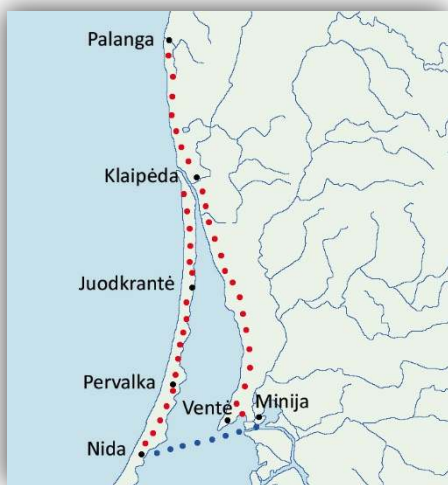 Palanga
Klaipėda
Juodkrantė
Pervalka
Ventė
Minija
Nida